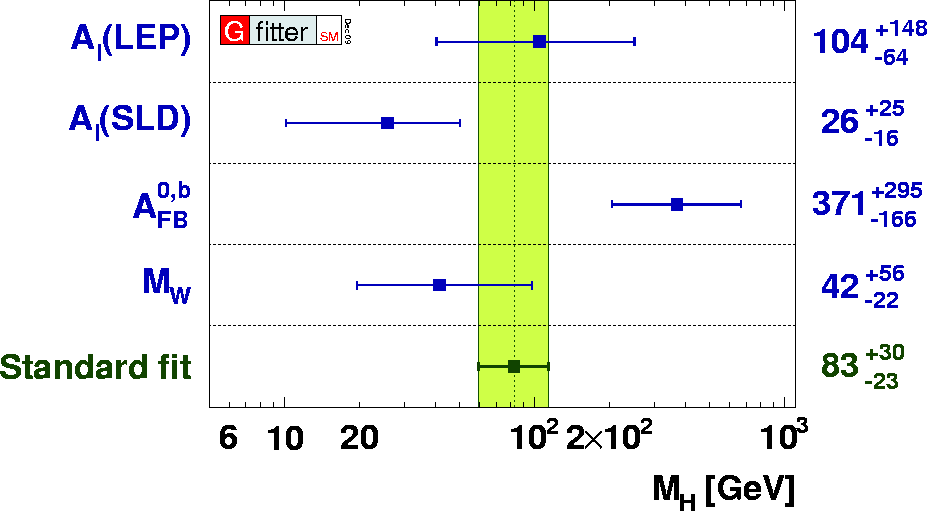 G fitter SM Dec 09
A_l(LEP) 104 +148 -64
A_l(SLD) 26 +25 -16
A_FB^0,b 371 +295 -166
M_W 42 +56 -22
Standard fit 83 +30 -23
6 10 20 10^2 2×10^2 10^3
M_H [GeV]